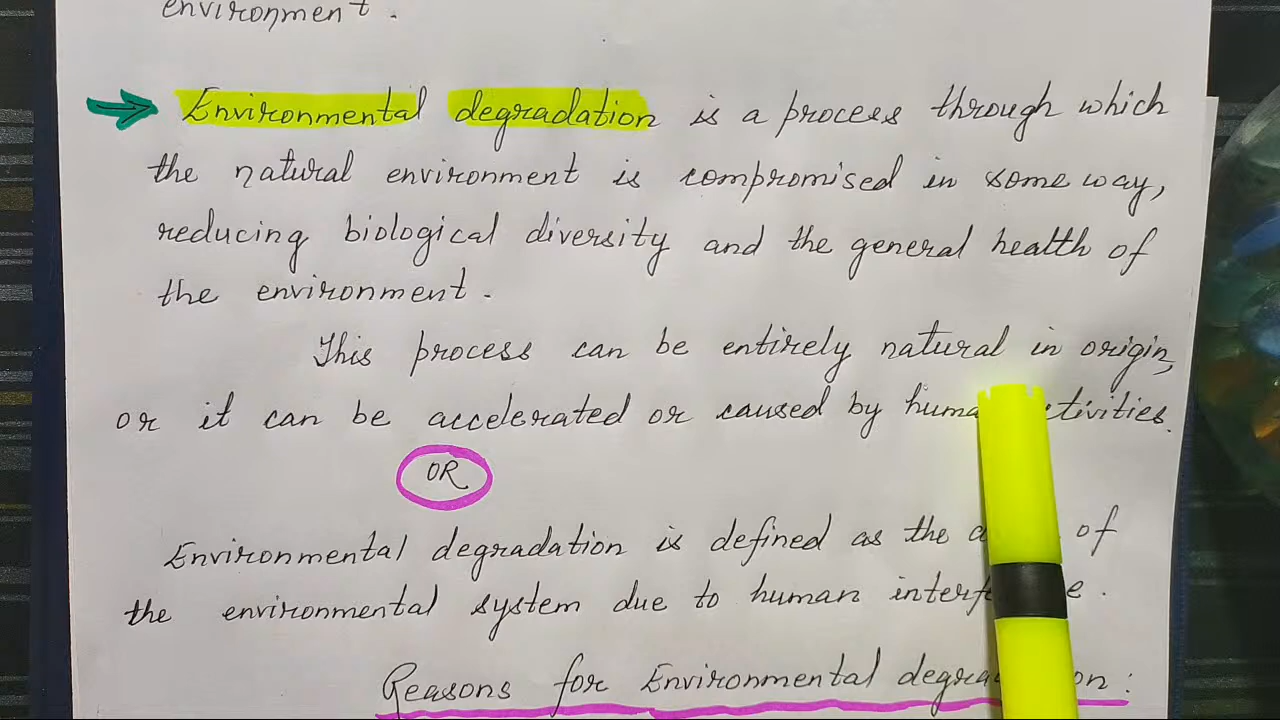 environment.
Environmental degradation is a process through which
the natural environment is compromised in some way,
reducing biological diversity and the general health of
the environment.
This process can be entirely natural in origin,
or it can be accelerated or caused by
OR
Environmental degradation is defined as the of
the environmental system due to human
Reasons for Environmental :